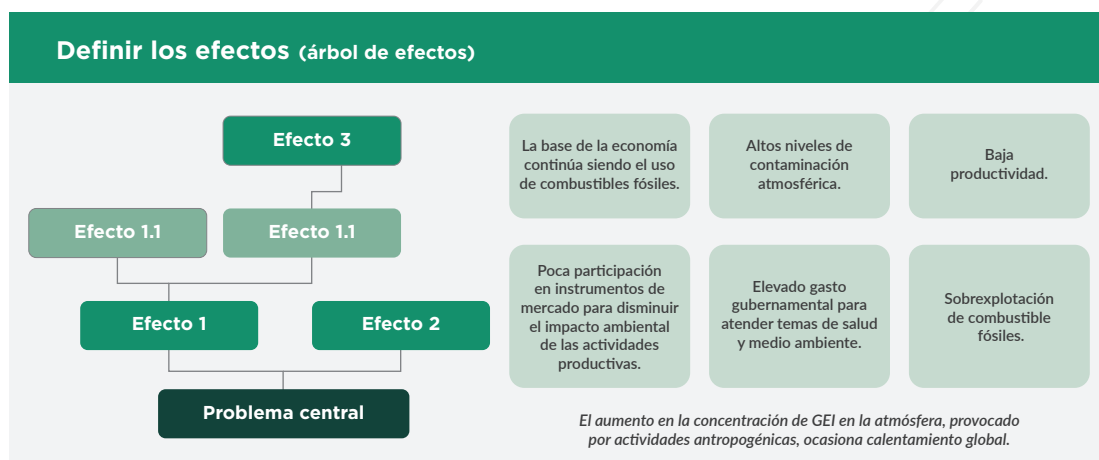 Definir los efectos (árbol de efectos)
Efecto 3
Efecto 1.1
Efecto 1.1
Efecto 1
Efecto 2
Problema central
La base de la economía
continúa siendo el uso
de combustibles fósiles.
Altos niveles de
contaminación
atmosférica.
Baja
productividad.
Poca participación
en instrumentos de
mercado para disminuir
el impacto ambiental
de las actividades
productivas.
Elevado gasto
gubernamental para
atender temas de salud
y medio ambiente.
Sobrexplotación
de combustible
fósiles.
El aumento en la concentración de GEI en la atmósfera, provocado
por actividades antropogénicas, ocasiona calentamiento global.